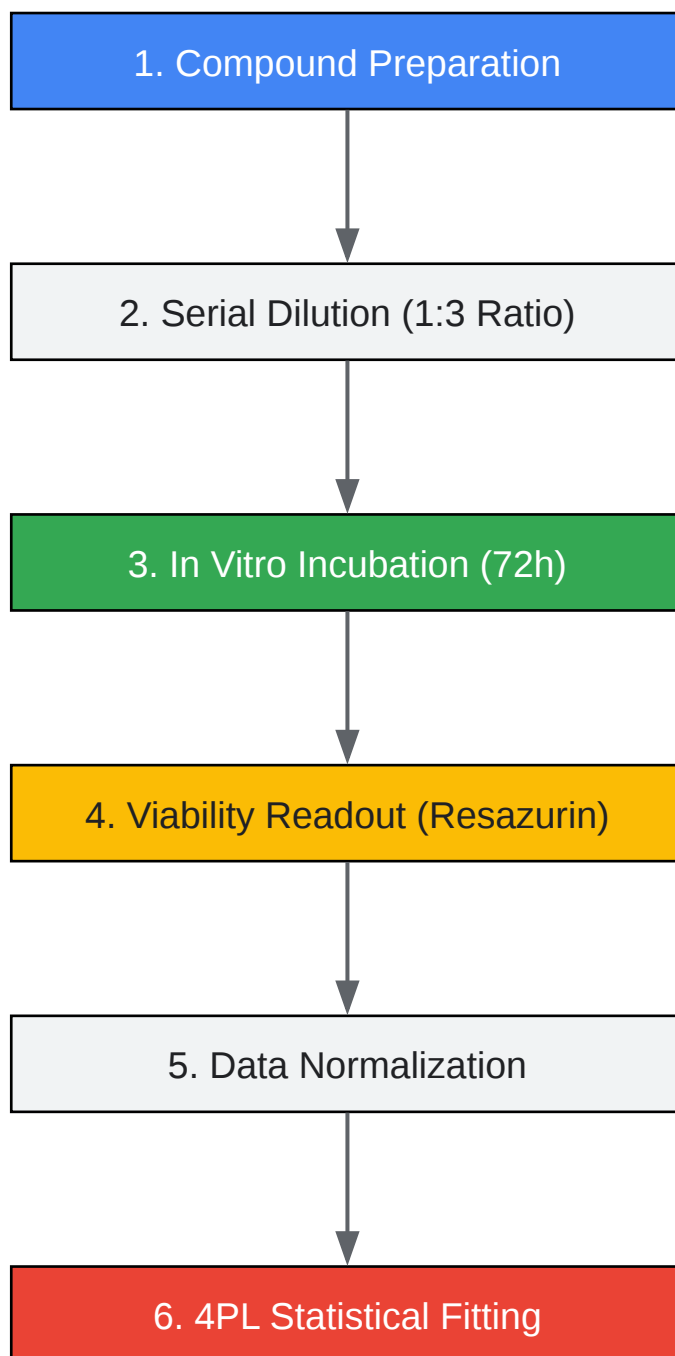 1. Compound Preparation
2. Serial Dilution (1:3 Ratio)
3. In Vitro Incubation (72h)
4. Viability Readout (Resazurin)
5. Data Normalization
6. 4PL Statistical Fitting